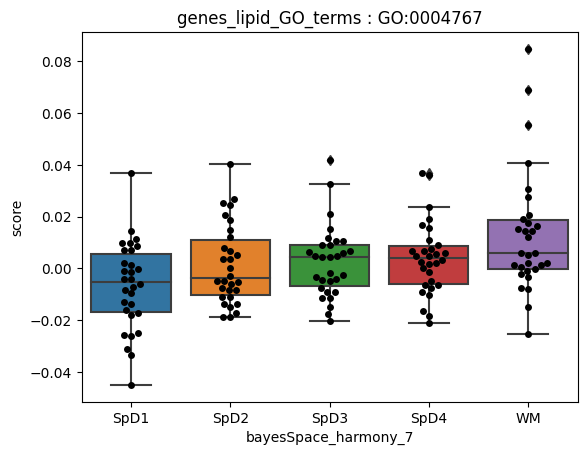 genes_lipid_GO_terms : GO:0004767
score
0.08
0.06
0.04
0.02
0.00
−0.02
−0.04
SpD1 SpD2 SpD3 SpD4 WM
bayesSpace_harmony_7